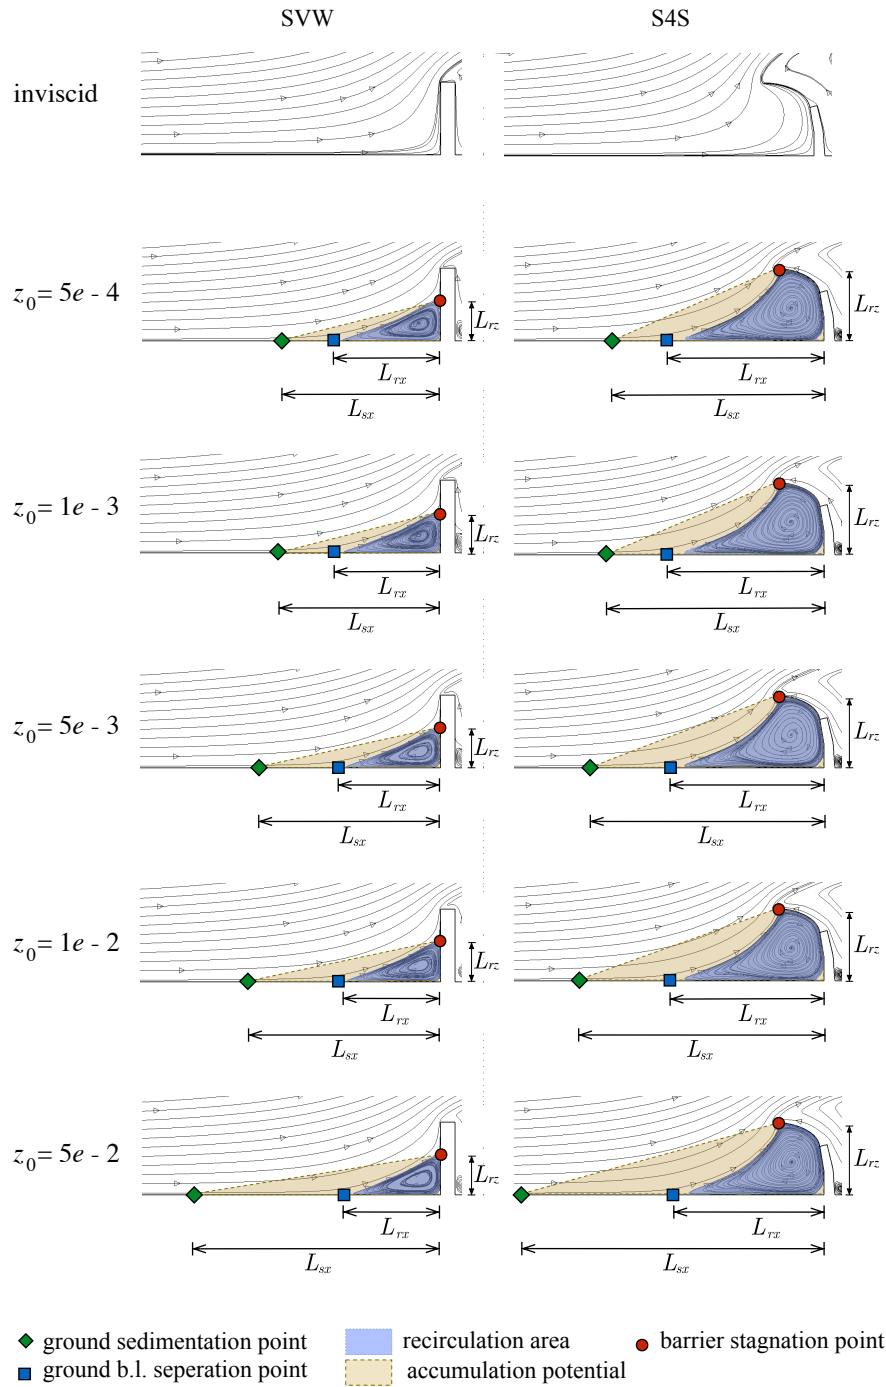 SVW S4S
inviscid
z0 = 5e - 4 Lrz Lrz
Lrx Lrx
Lsx Lsx
z0 = 1e - 3 Lrz Lrz
Lrx Lrx
Lsx Lsx
z0 = 5e - 3 Lrz Lrz
Lrx Lrx
Lsx Lsx
z0 = 1e - 2 Lrz Lrz
Lrx Lrx
Lsx Lsx
z0 = 5e - 2 Lrz Lrz
Lrx Lrx
Lsx Lsx
ground sedimentation point recirculation area barrier stagnation point
ground b.l. seperation point accumulation potential